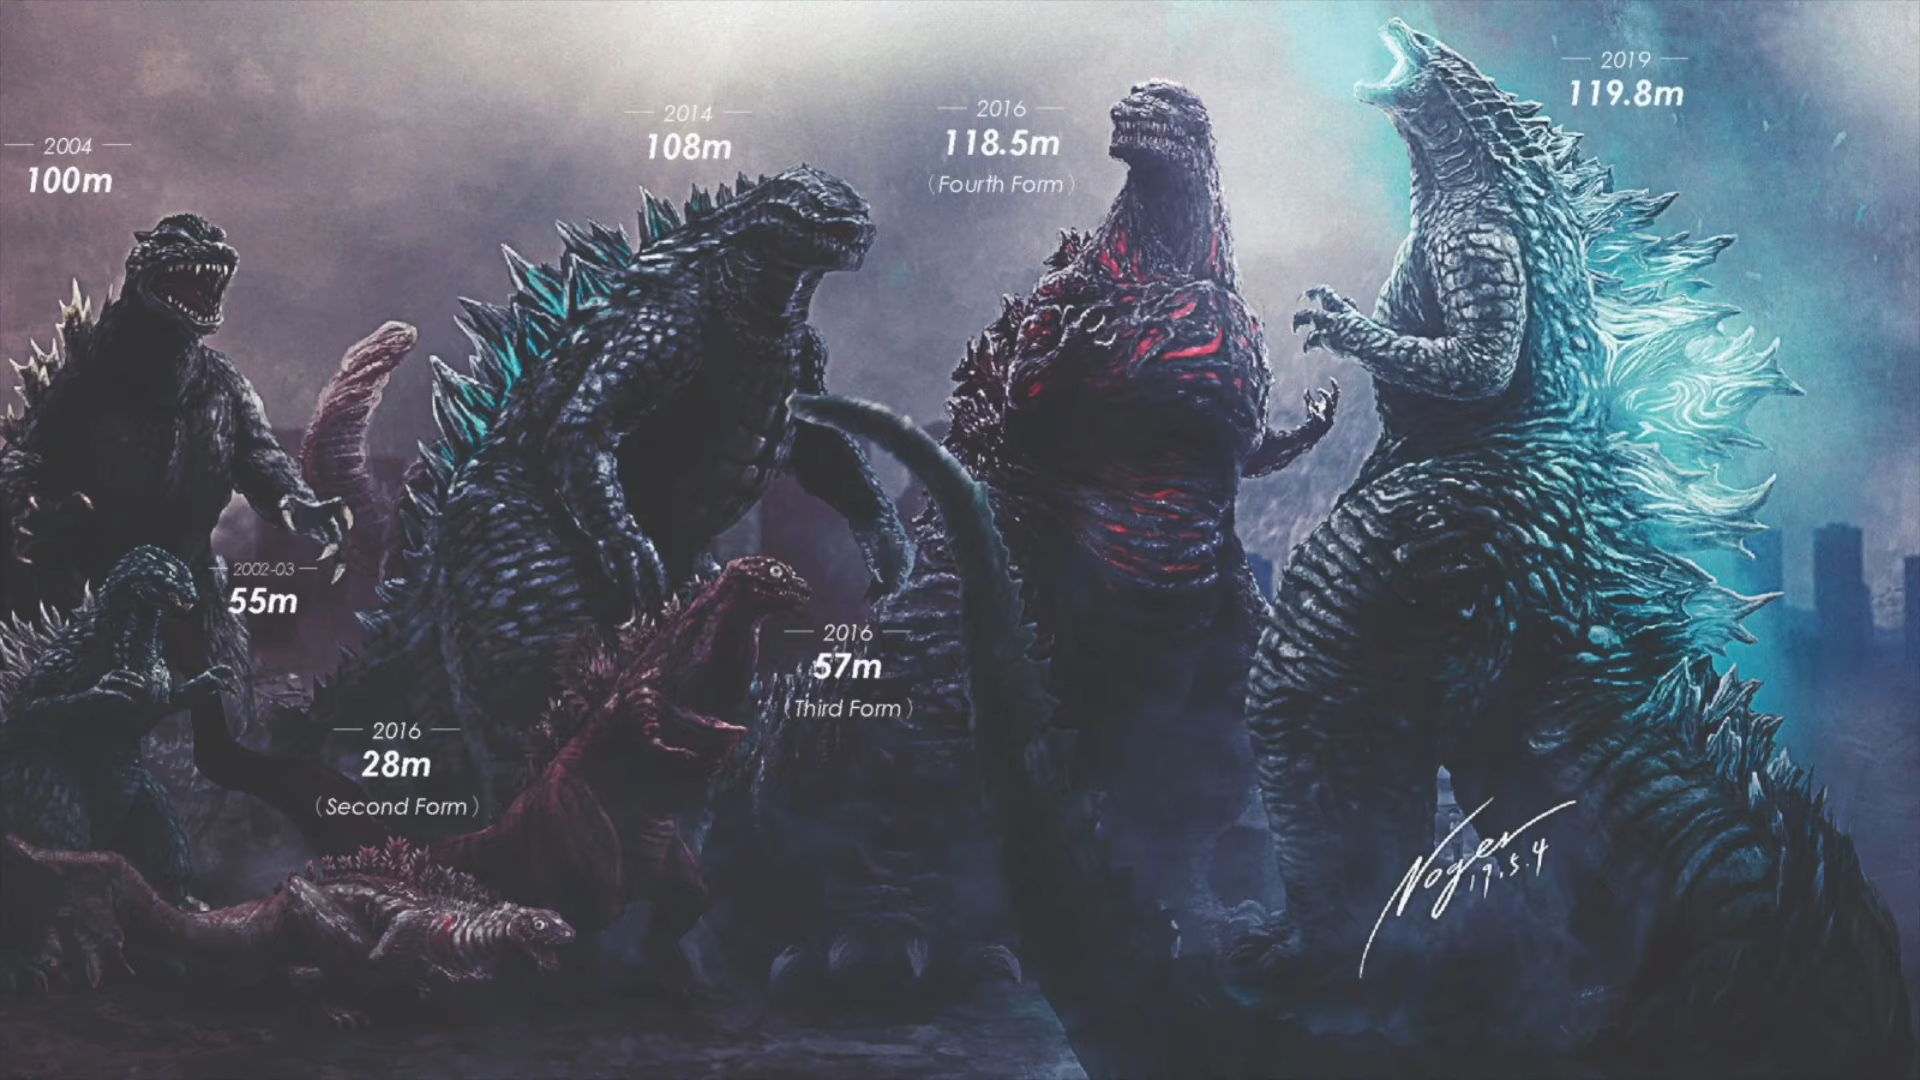 2004
100m
2014
108m
2016
118.5m
(Fourth Form)
2019
119.8m
2002-03
55m
2016
57m
(Third Form)
2016
28m
(Second Form)
Noger
19.5.4